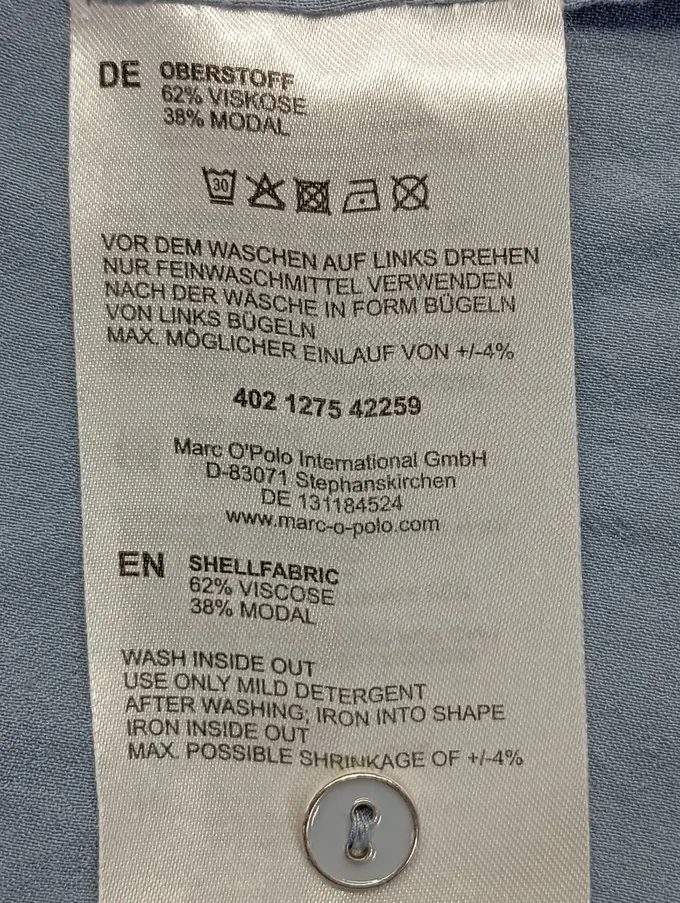 DE OBERSTOFF
62% VISKOSE
38% MODAL
30
VOR DEM WASCHEN AUF LINKS DREHEN
NUR FEINWASCHMITTEL VERWENDEN
NACH DER WÄSCHE IN FORM BÜGELN
VON LINKS BÜGELN
MAX. MÖGLICHER EINLAUF VON +/-4%
402 1275 42259
Marc O'Polo International GmbH
D-83071 Stephanskirchen
DE 131184524
www.marc-o-polo.com
EN SHELLFABRIC
62% VISCOSE
38% MODAL
WASH INSIDE OUT
USE ONLY MILD DETERGENT
AFTER WASHING; IRON INTO SHAPE
IRON INSIDE OUT
MAX. POSSIBLE SHRINKAGE OF +/-4%